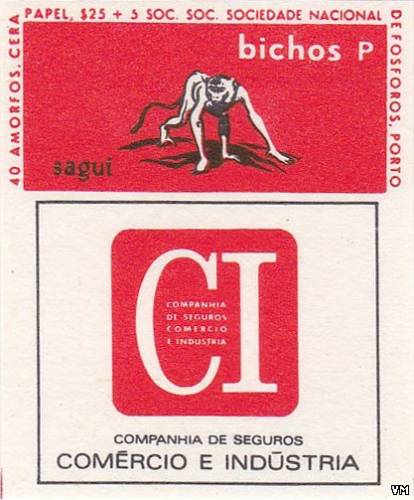 40 AMORFOS. CERA PAPEL, $25 + 5 SOC. SOC. SOCIEDADE NACIONAL DE FOSFOROS, PORTO
bichos P
sagui
CI
COMPANHIA
DE SEGUROS
COMERCIO
E INDUSTRIA
COMPANHIA DE SEGUROS
COMÉRCIO E INDÚSTRIA
VM